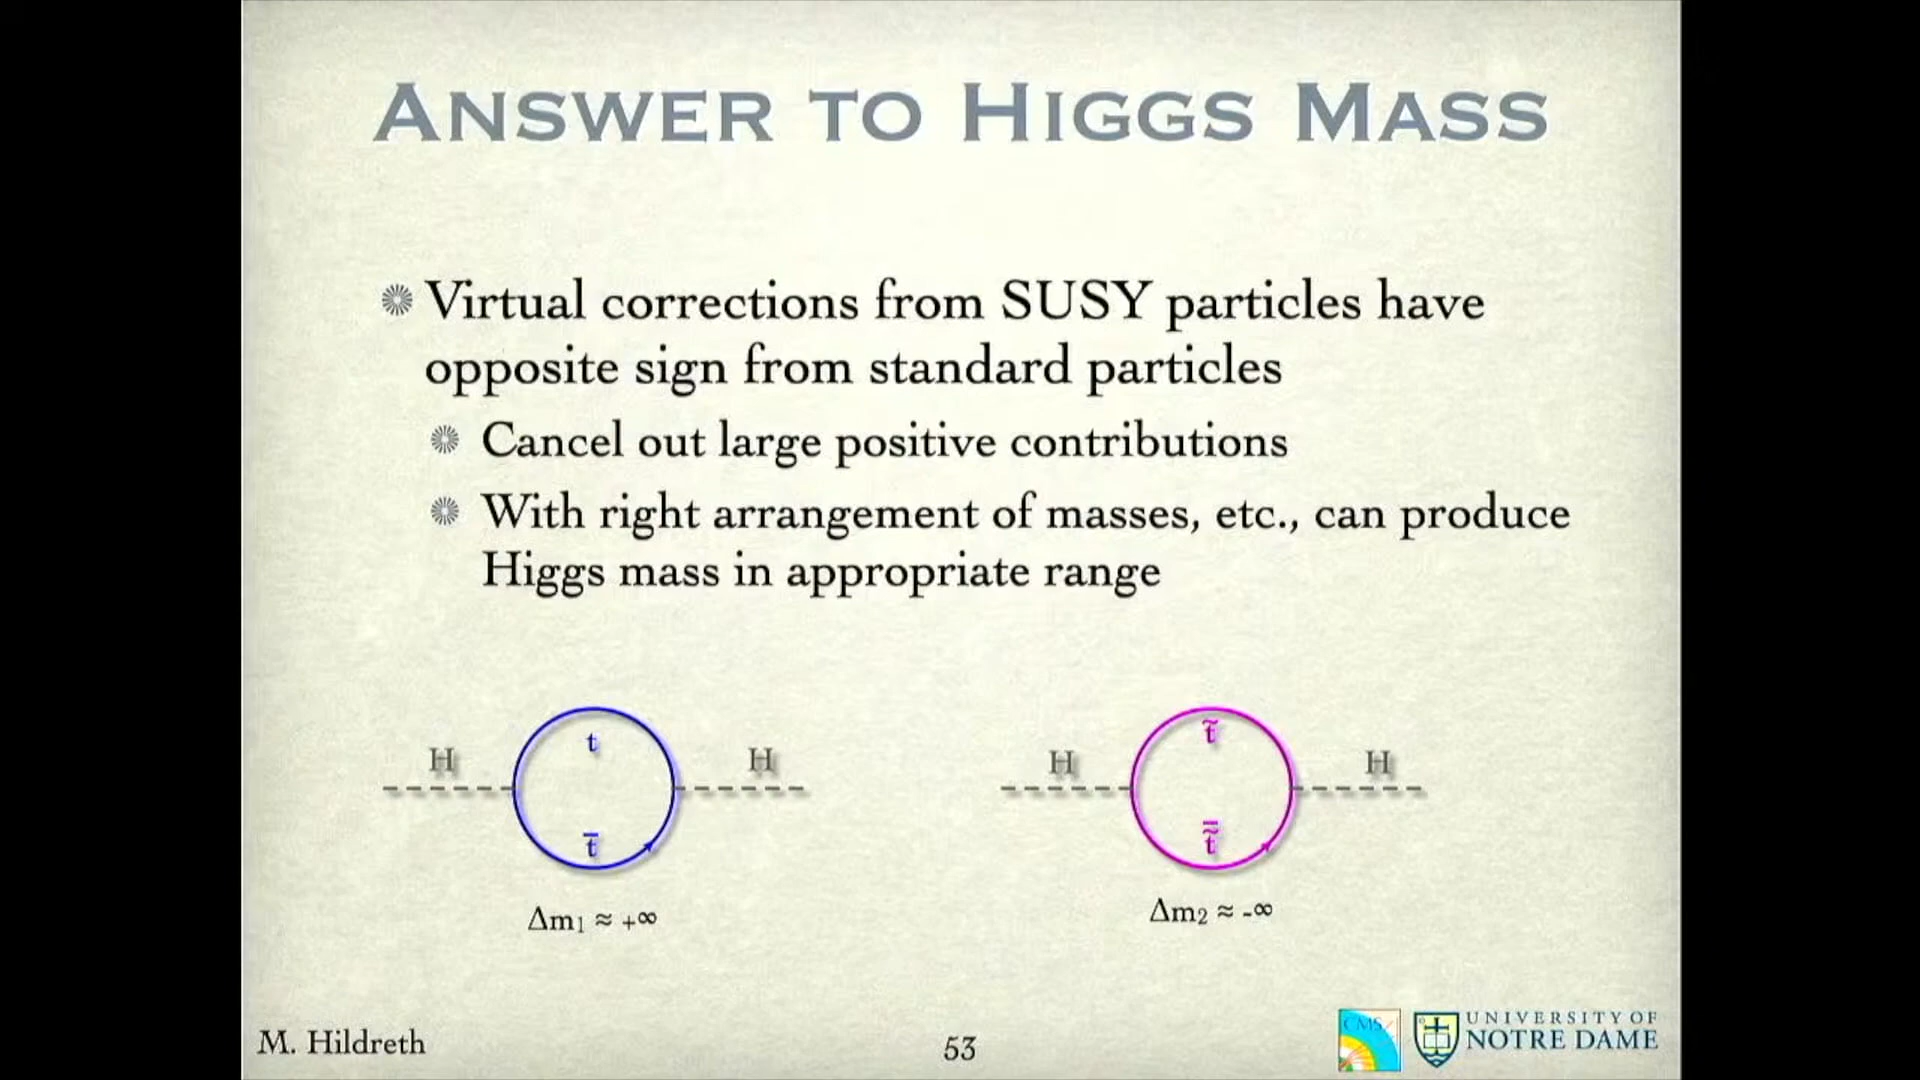 ANSWER TO HIGGS MASS
Virtual corrections from SUSY particles have
opposite sign from standard particles
Cancel out large positive contributions
With right arrangement of masses, etc., can produce
Higgs mass in appropriate range
H
t
t̅
H
Δm₁ ≈ +∞
H
t̃
t̃̅
H
Δm₂ ≈ -∞
M. Hildreth
53
CMS
UNIVERSITY OF
NOTRE DAME